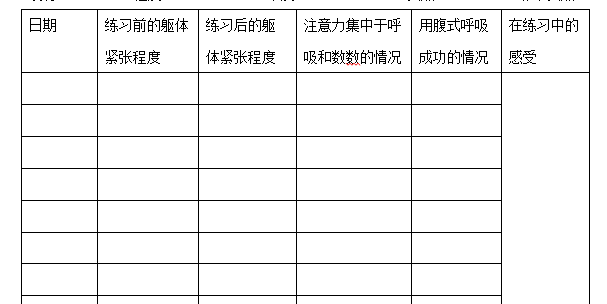 日期
练习前的躯体
紧张程度
练习后的躯
体紧张程度
注意力集中于呼
吸和数数的情况
用腹式呼吸
成功的情况
在练习中的
感受